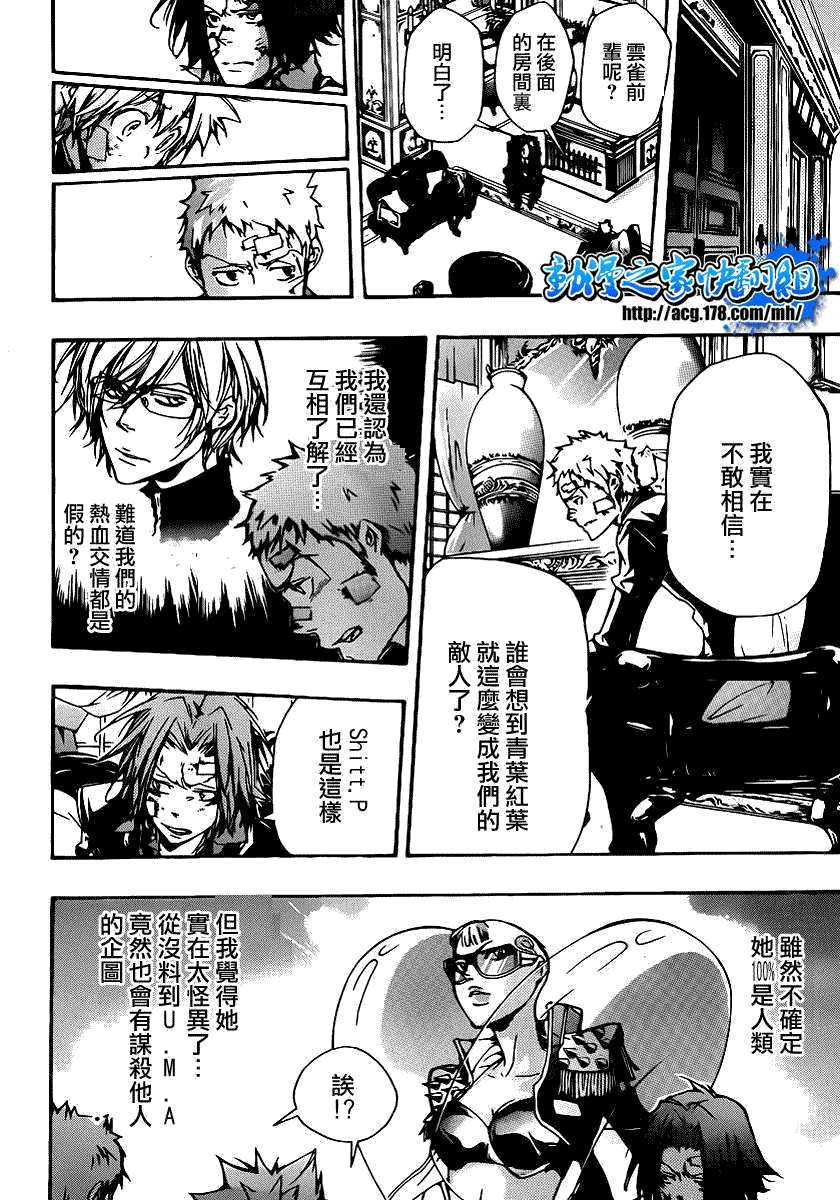 雲雀前
輩呢？
在後面
的房間裏
明白了…
動漫之家快翻組
http://acg.178.com/mh/
我實在
不敢相信…
誰會想到青葉紅葉
就這麼變成我們的
敵人了？
我還認為
我們已經
互相了解了…
難道我們的
熱血交情都是
假的？
Shitt.P
也是這樣
雖然不確定
她100%是人類
但我覺得她
實在太怪異了…
從沒料到U.M.A
竟然也會有謀殺他人
的企圖
誒!?